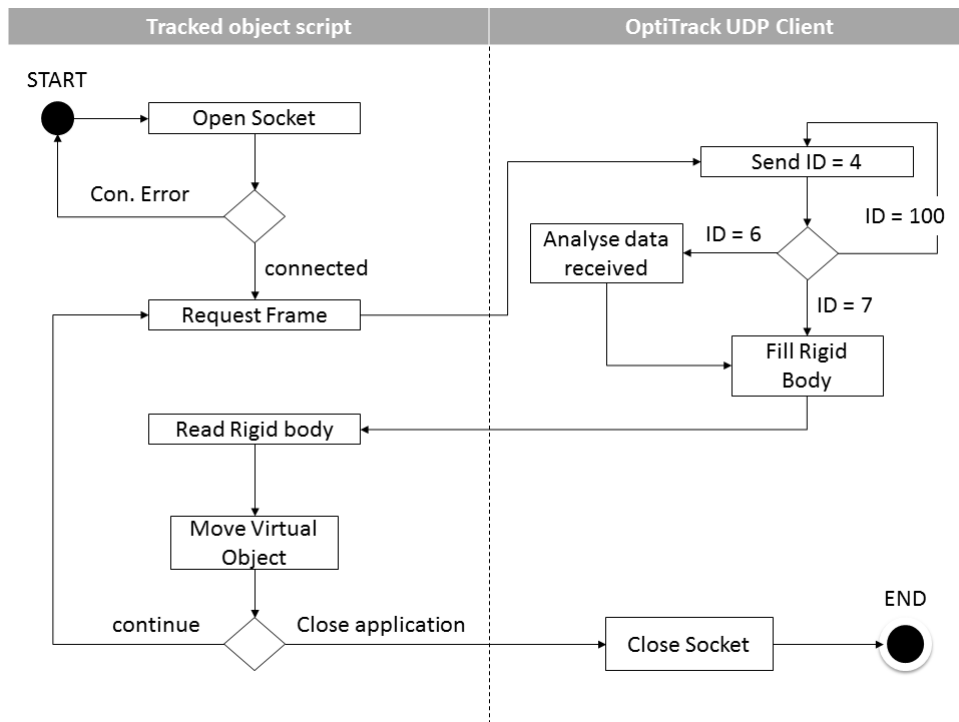 Tracked object script
OptiTrack UDP Client
START
Open Socket
Con. Error
connected
Request Frame
Send ID = 4
ID = 100
ID = 6
Analyse data
received
ID = 7
Fill Rigid
Body
Read Rigid body
Move Virtual
Object
continue
Close application
Close Socket
END